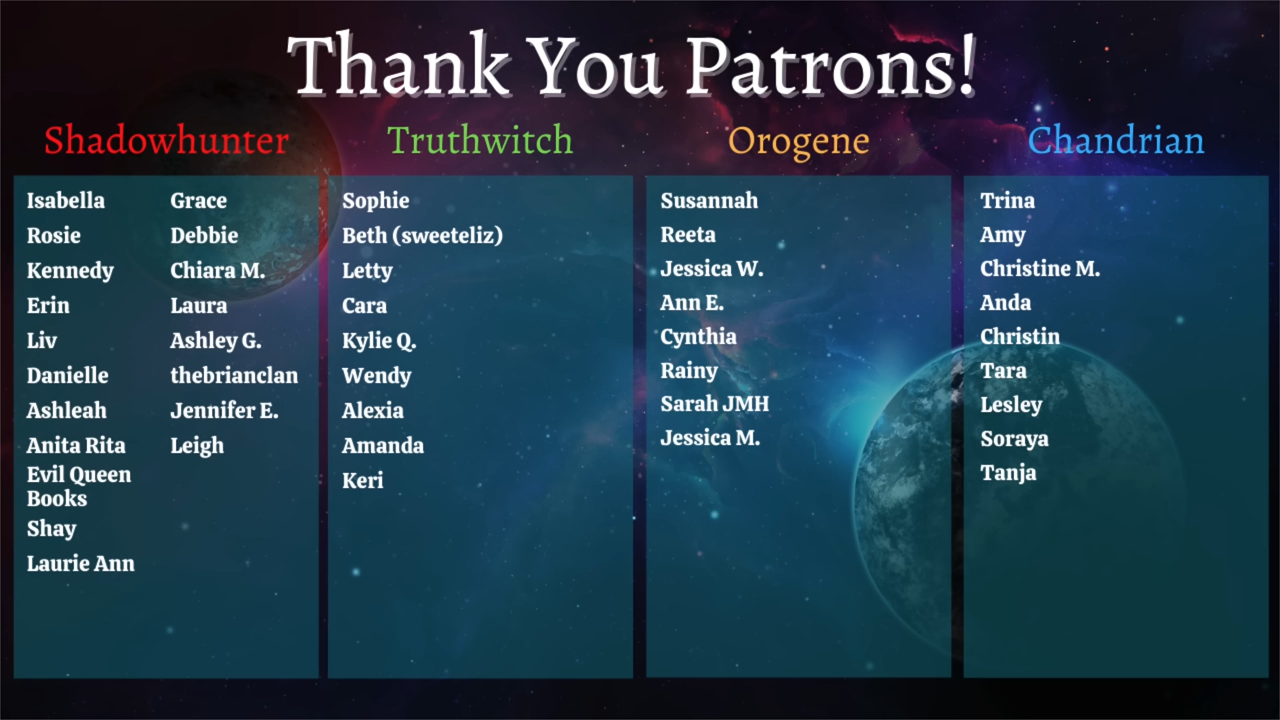 Thank You Patrons!
Shadowhunter
Isabella
Rosie
Kennedy
Erin
Liv
Danielle
Ashleah
Anita Rita
Evil Queen
Books
Shay
Laurie Ann
Grace
Debbie
Chiara M.
Laura
Ashley G.
thebrianclan
Jennifer E.
Leigh
Truthwitch
Sophie
Beth (sweeteliz)
Letty
Cara
Kylie Q.
Wendy
Alexia
Amanda
Keri
Orogene
Susannah
Reeta
Jessica W.
Ann E.
Cynthia
Rainy
Sarah JMH
Jessica M.
Chandrian
Trina
Amy
Christine M.
Anda
Christin
Tara
Lesley
Soraya
Tanja